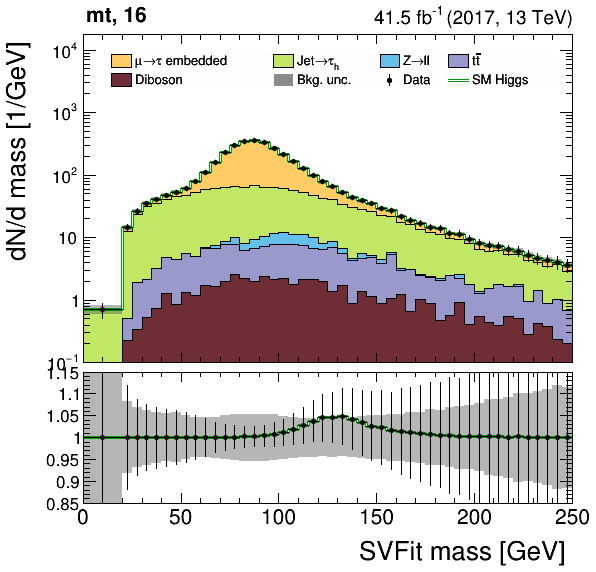 mt, 16
41.5 fb⁻¹ (2017, 13 TeV)
dN/d mass [1/GeV]
10⁴
10³
10²
10
1
10⁻¹
μ→τ embedded
Jet→τₕ
Z→ll
tt̄
Diboson
Bkg. unc.
Data
SM Higgs
1.15
1.1
1.05
1
0.95
0.9
0.85
0 50 100 150 200 250
SVFit mass [GeV]